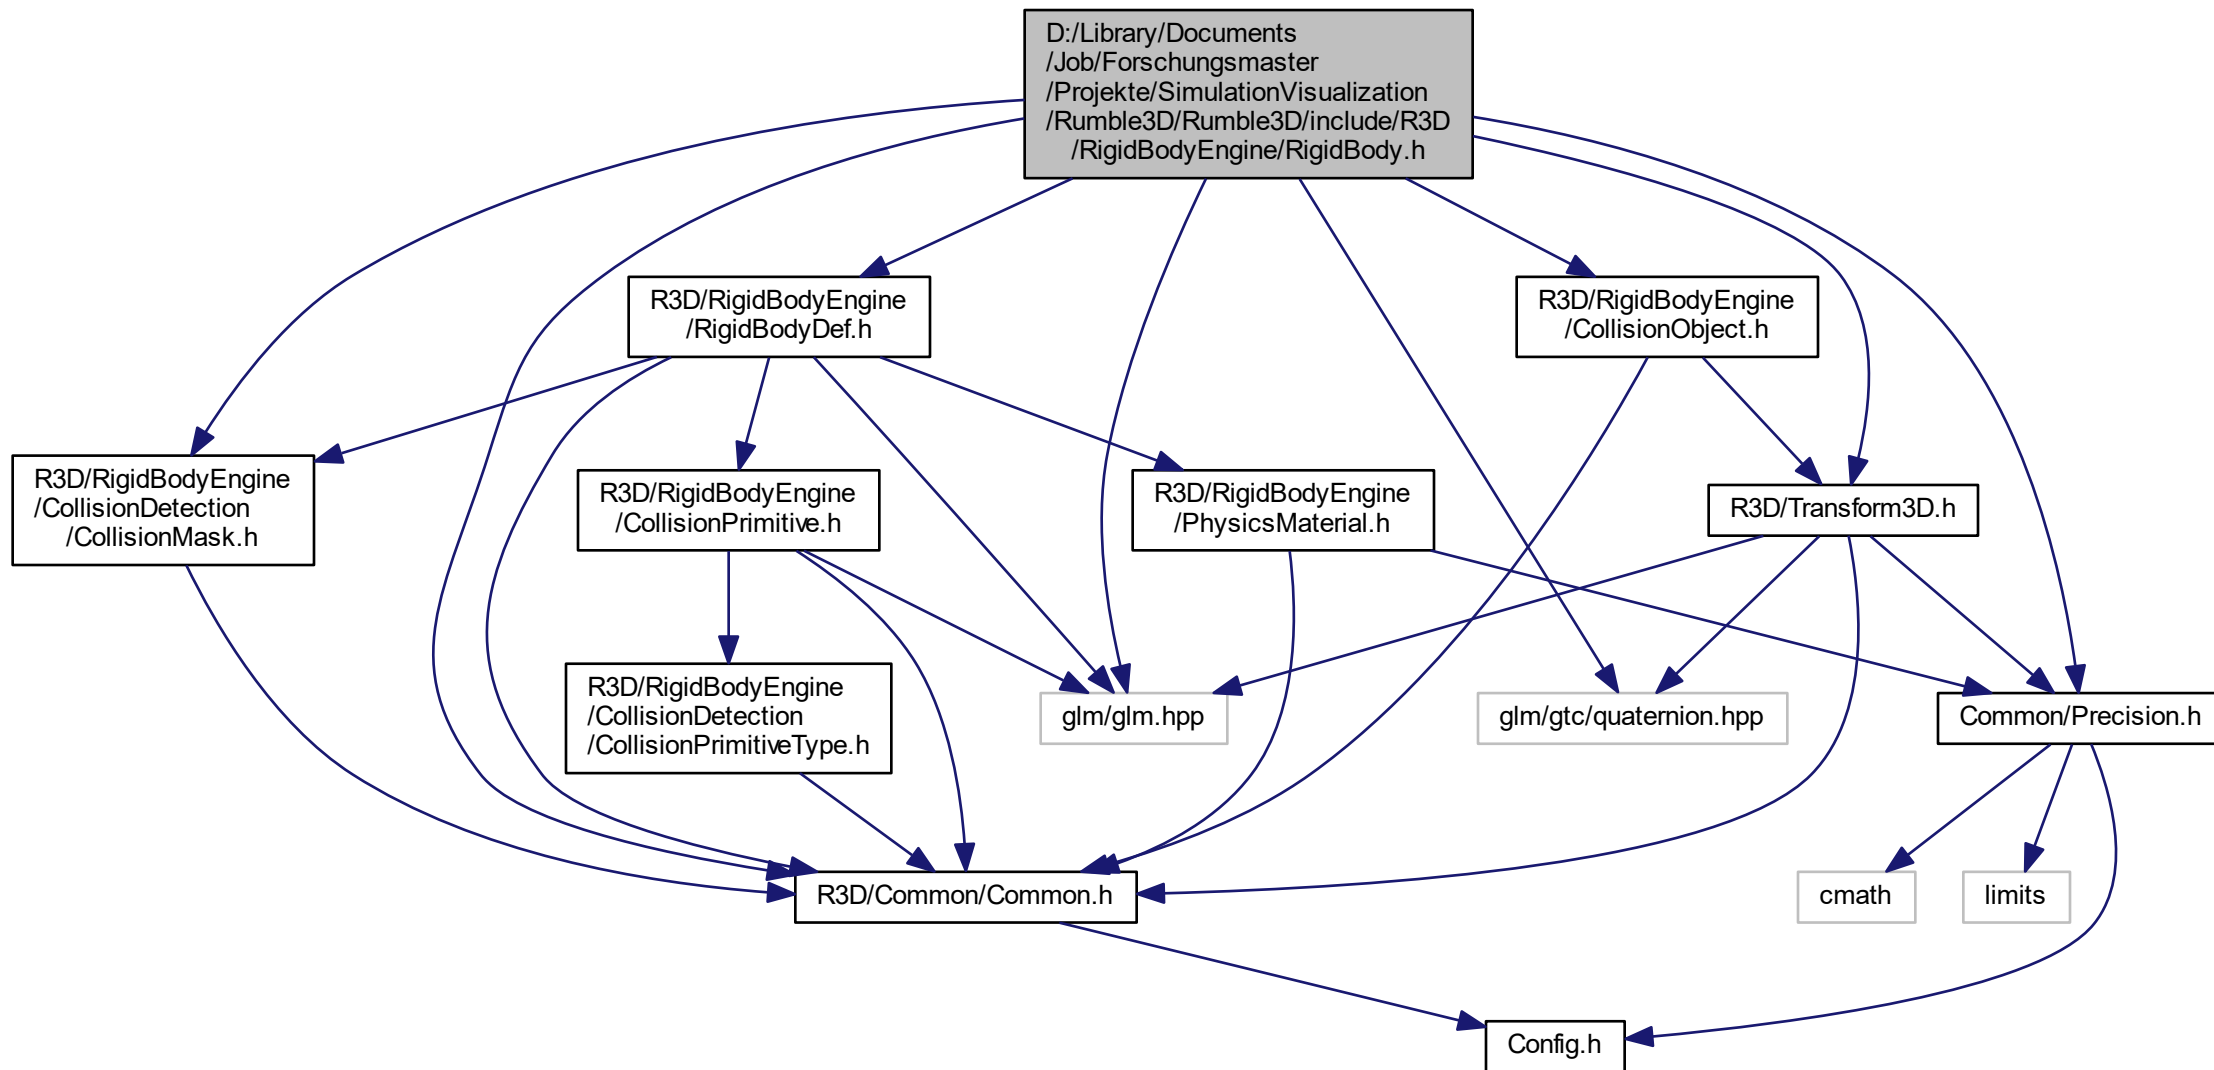 D:/Library/Documents
/Job/Forschungsmaster
/Projekte/SimulationVisualization
/Rumble3D/Rumble3D/include/R3D
/RigidBodyEngine/RigidBody.h
R3D/RigidBodyEngine
/RigidBodyDef.h
R3D/RigidBodyEngine
/CollisionObject.h
R3D/RigidBodyEngine
/CollisionDetection
/CollisionMask.h
R3D/RigidBodyEngine
/CollisionPrimitive.h
R3D/RigidBodyEngine
/PhysicsMaterial.h
R3D/Transform3D.h
R3D/RigidBodyEngine
/CollisionDetection
/CollisionPrimitiveType.h
glm/glm.hpp
glm/gtc/quaternion.hpp
Common/Precision.h
R3D/Common/Common.h
cmath
limits
Config.h